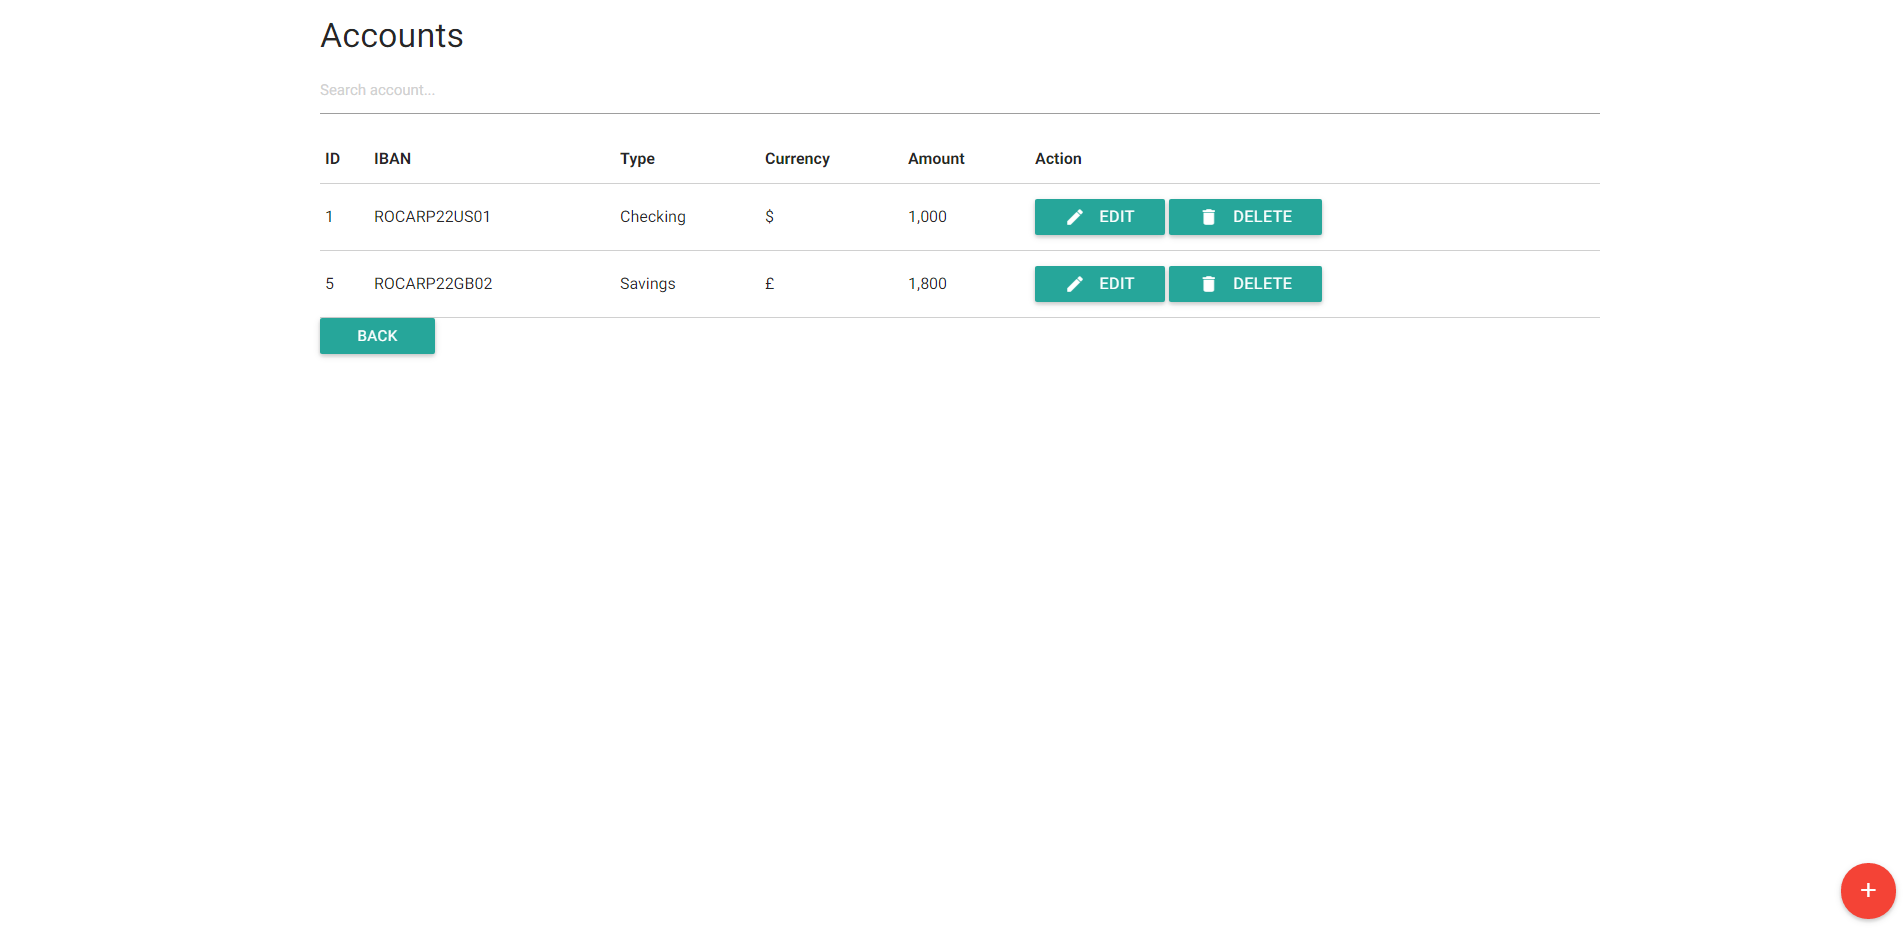 Accounts
Search account...
ID IBAN Type Currency Amount Action
1 ROCARP22US01 Checking $ 1,000 EDIT DELETE
5 ROCARP22GB02 Savings £ 1,800 EDIT DELETE
BACK
+